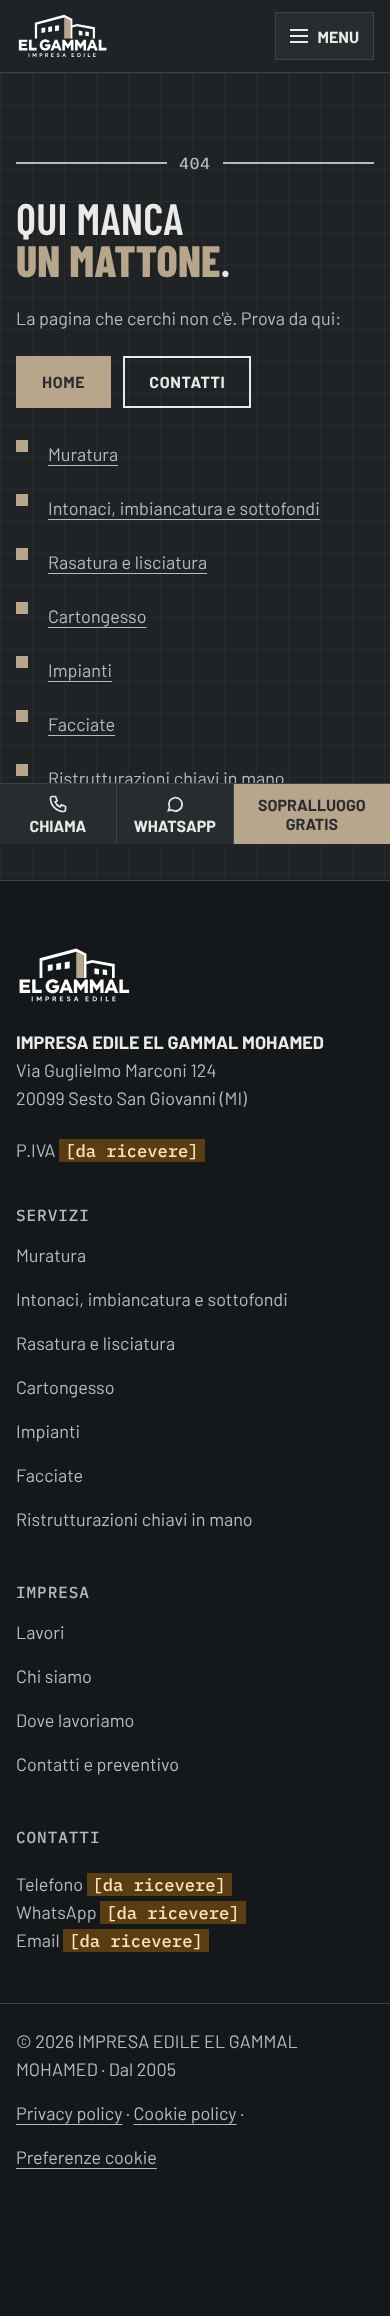 EL GAMMAL
IMPRESA EDILE
MENU
404
QUI MANCA
UN MATTONE.
La pagina che cerchi non c'è. Prova da qui:
HOME
CONTATTI
Muratura
Intonaci, imbiancatura e sottofondi
Rasatura e lisciatura
Cartongesso
Impianti
Facciate
Ristrutturazioni chiavi in mano
CHIAMA
WHATSAPP
SOPRALLUOGO
GRATIS
EL GAMMAL
IMPRESA EDILE
IMPRESA EDILE EL GAMMAL MOHAMED
Via Guglielmo Marconi 124
20099 Sesto San Giovanni (MI)
P.IVA [da ricevere]
SERVIZI
Muratura
Intonaci, imbiancatura e sottofondi
Rasatura e lisciatura
Cartongesso
Impianti
Facciate
Ristrutturazioni chiavi in mano
IMPRESA
Lavori
Chi siamo
Dove lavoriamo
Contatti e preventivo
CONTATTI
Telefono [da ricevere]
WhatsApp [da ricevere]
Email [da ricevere]
© 2026 IMPRESA EDILE EL GAMMAL
MOHAMED · Dal 2005
Privacy policy · Cookie policy ·
Preferenze cookie